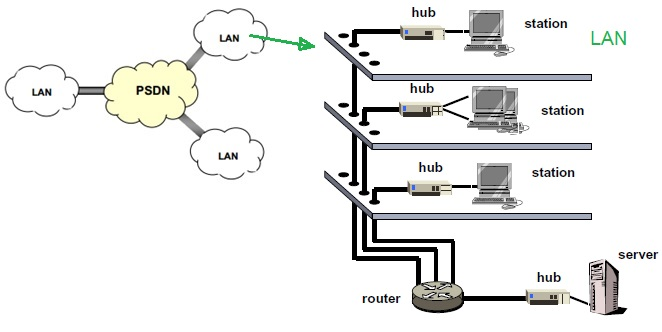 LAN
LAN
PSDN
LAN
hub
station
LAN
hub
station
hub
station
router
hub
server